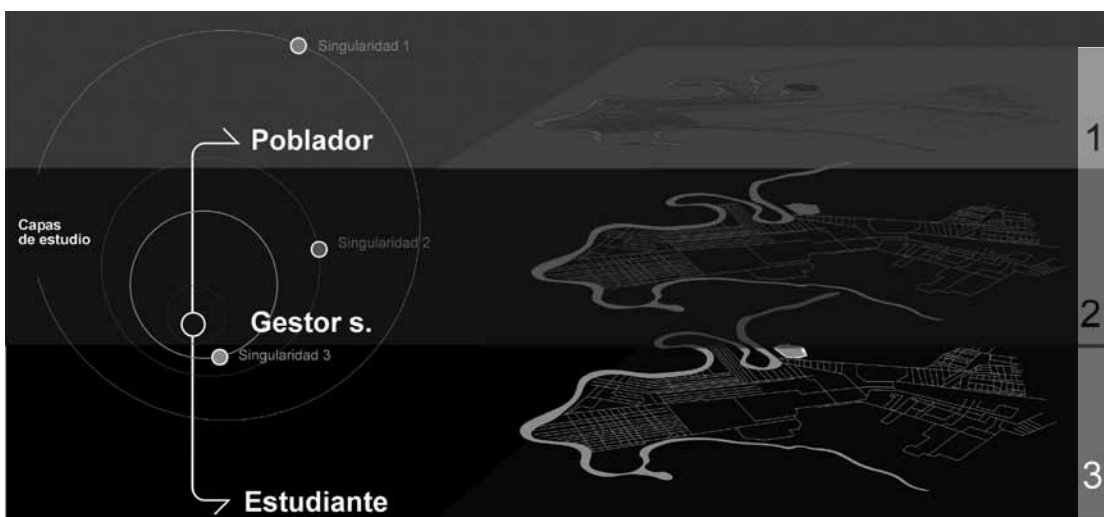 Singularidad 1
Poblador
1
Capas
de estudio
Singularidad 2
Gestor s.
2
Singularidad 3
Estudiante
3